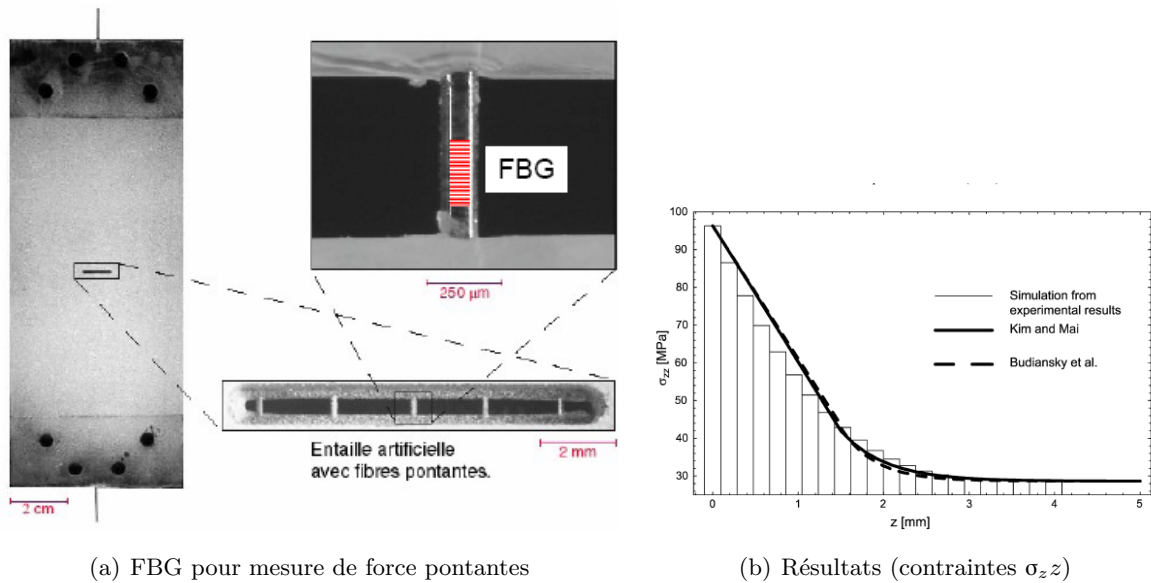 FBG
250 µm
Entaille artificielle
avec fibres pontantes.
2 mm
2 cm
100
90
80
70
60
50
40
30
σzz [MPa]
Simulation from
experimental results
Kim and Mai
Budiansky et al.
0
1
2
3
4
5
z [mm]
(a) FBG pour mesure de force pontantes
(b) Résultats (contraintes σ_z z)